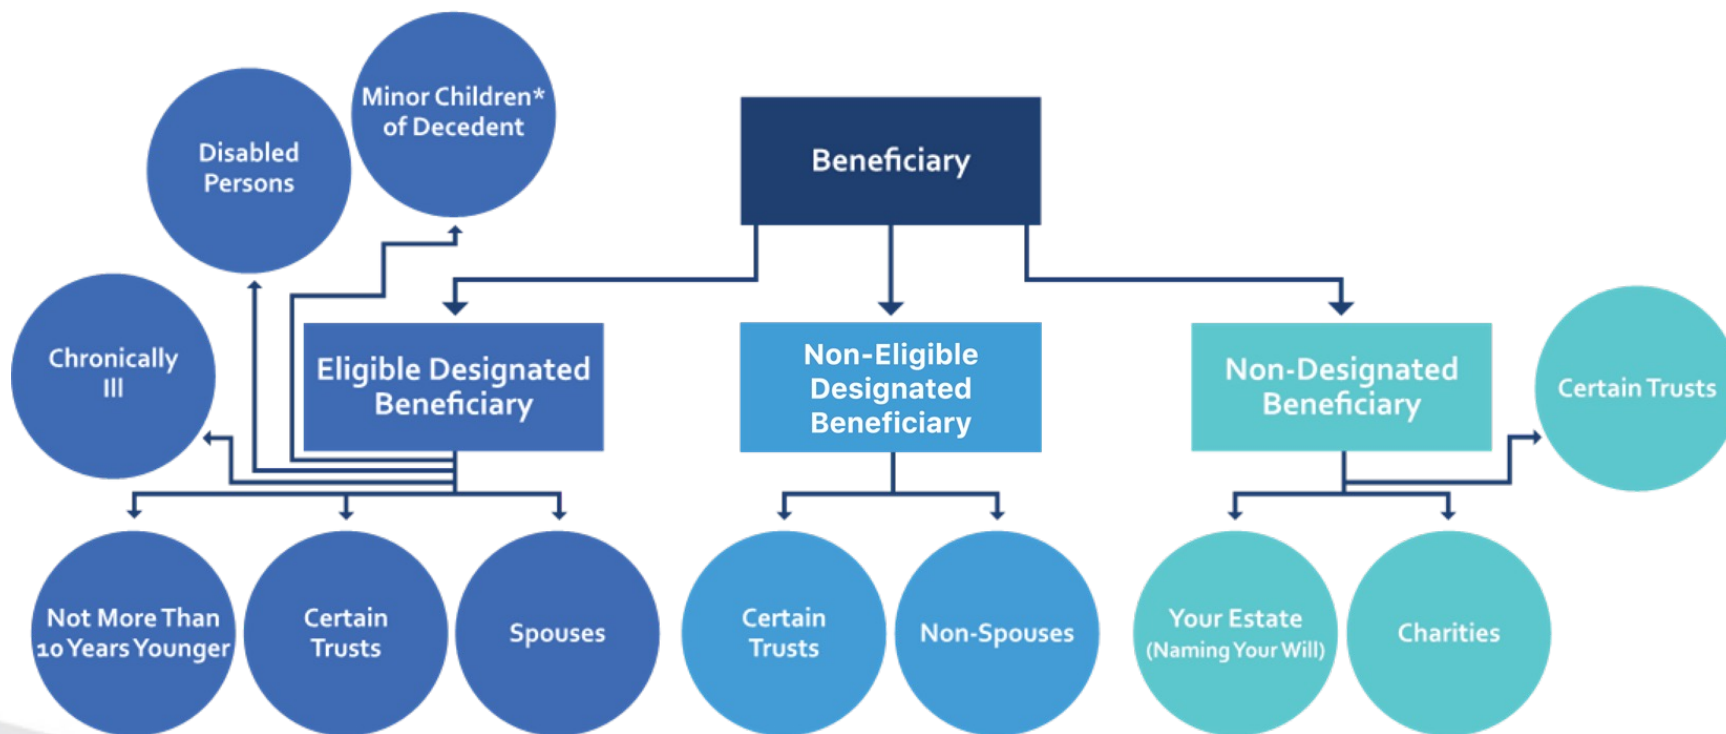 Minor Children*
of Decedent
Disabled
Persons
Beneficiary
Chronically
Ill
Eligible Designated
Beneficiary
Non-Eligible
Designated
Beneficiary
Non-Designated
Beneficiary
Certain Trusts
Not More Than
10 Years Younger
Certain
Trusts
Spouses
Certain
Trusts
Non-Spouses
Your Estate
(Naming Your Will)
Charities